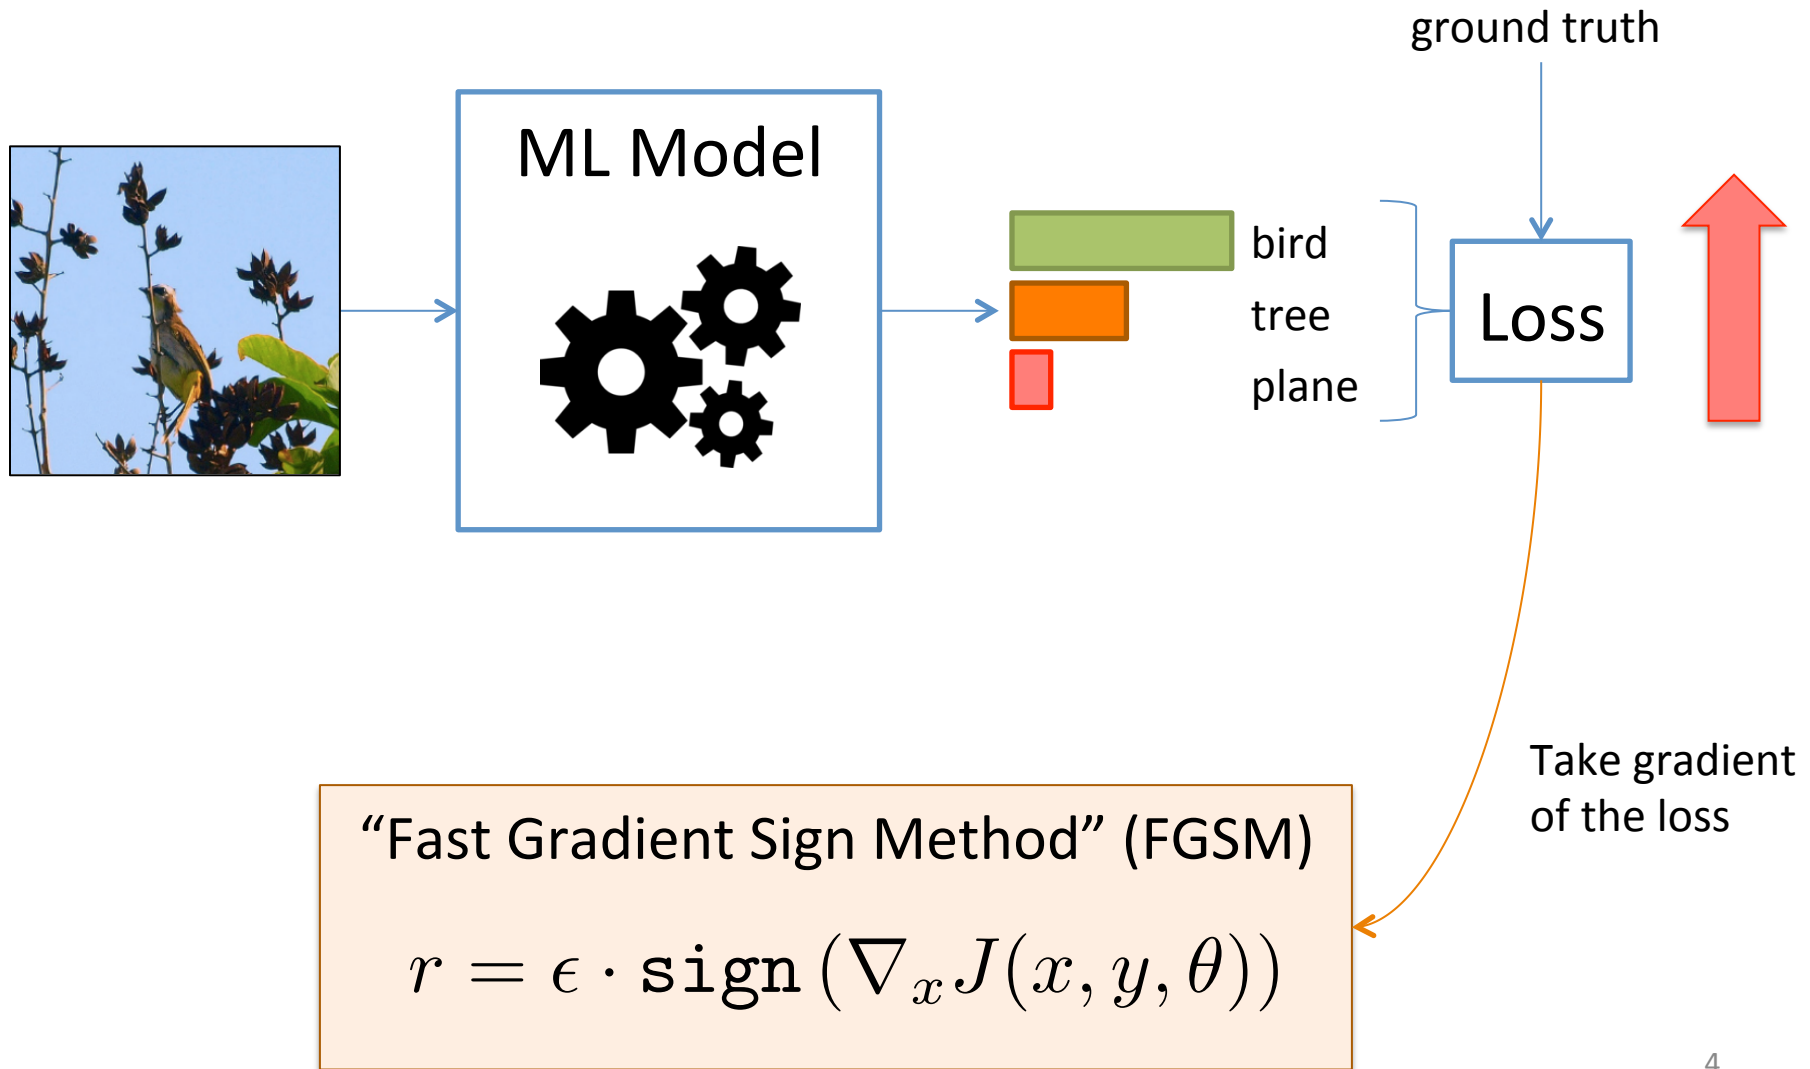 ground truth
ML Model
bird
tree
plane
Loss
Take gradient
of the loss
“Fast Gradient Sign Method” (FGSM)
r = ϵ · sign (∇ₓJ(x, y, θ))
4